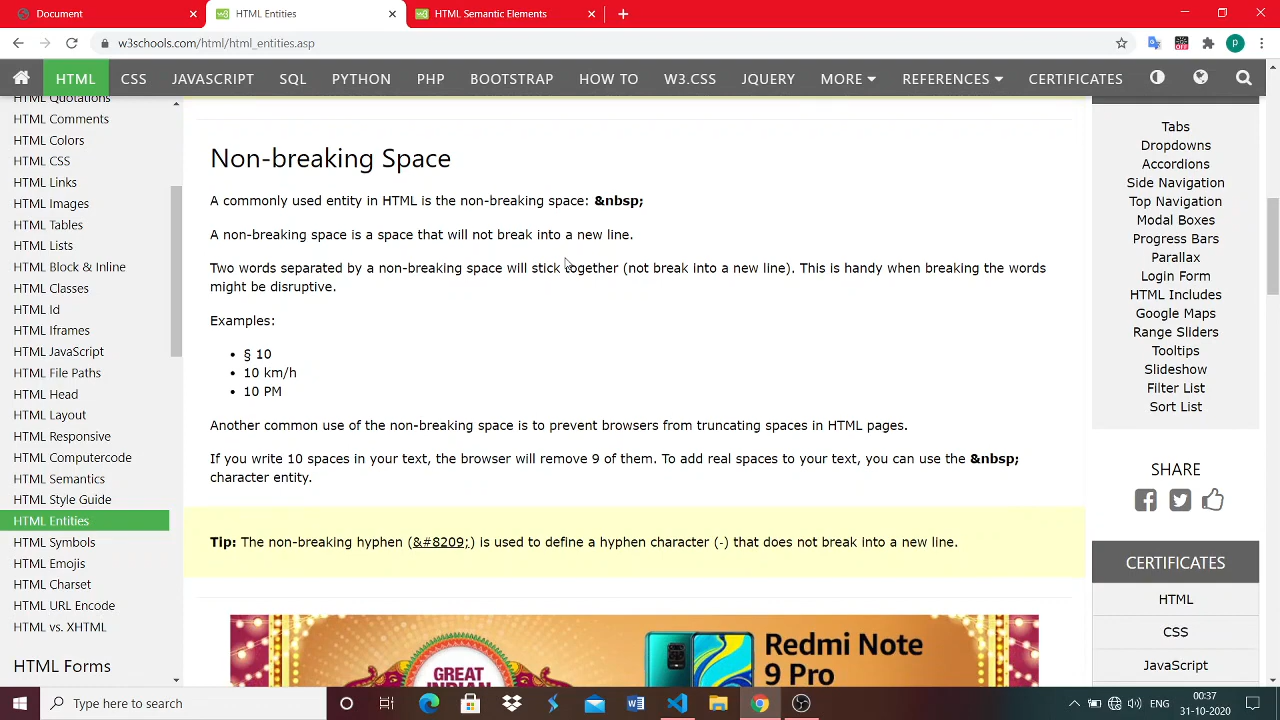 Document
HTML Entities
HTML Semantic Elements
w3schools.com/html/html_entities.asp
P
HTML CSS JAVASCRIPT SQL PYTHON PHP BOOTSTRAP HOW TO W3.CSS JQUERY MORE REFERENCES CERTIFICATES
HTML Quotations
HTML Comments
HTML Colors
HTML CSS
HTML Links
HTML Images
HTML Tables
HTML Lists
HTML Block & Inline
HTML Classes
HTML Id
HTML Iframes
HTML JavaScript
HTML File Paths
HTML Head
HTML Layout
HTML Responsive
HTML Computercode
HTML Semantics
HTML Style Guide
HTML Entities
HTML Symbols
HTML Emojis
HTML Charset
HTML URL Encode
HTML vs. XHTML
HTML Forms
Non-breaking Space
A commonly used entity in HTML is the non-breaking space: &nbsp;
A non-breaking space is a space that will not break into a new line.
Two words separated by a non-breaking space will stick together (not break into a new line). This is handy when breaking the words
might be disruptive.
Examples:
• § 10
• 10 km/h
• 10 PM
Another common use of the non-breaking space is to prevent browsers from truncating spaces in HTML pages.
If you write 10 spaces in your text, the browser will remove 9 of them. To add real spaces to your text, you can use the &nbsp;
character entity.
Tip: The non-breaking hyphen (&#8209;) is used to define a hyphen character (‑) that does not break into a new line.
GREAT
Redmi Note
9 Pro
Tabs
Dropdowns
Accordions
Side Navigation
Top Navigation
Modal Boxes
Progress Bars
Parallax
Login Form
HTML Includes
Google Maps
Range Sliders
Tooltips
Slideshow
Filter List
Sort List
SHARE
CERTIFICATES
HTML
CSS
JavaScript
Type here to search
ENG
00:37
31-10-2020